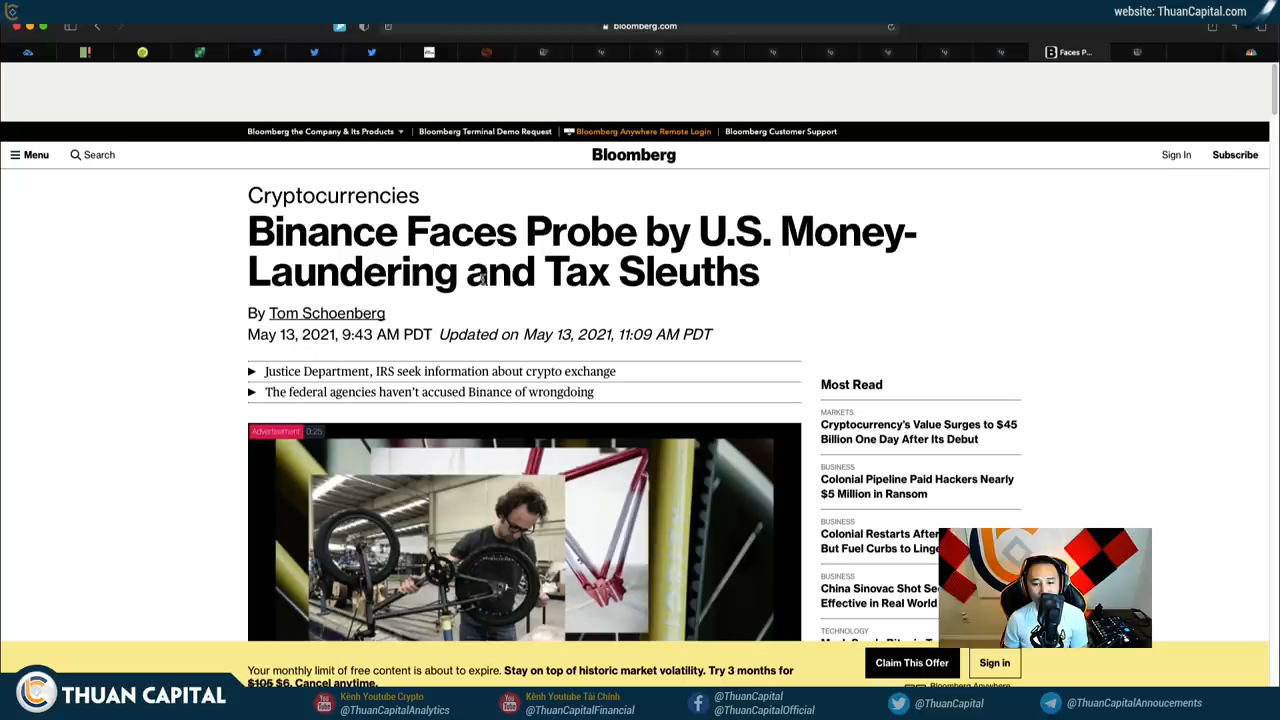 website: ThuanCapital.com
bloomberg.com
Faces P...
Bloomberg the Company & Its Products
Bloomberg Terminal Demo Request
Bloomberg Anywhere Remote Login
Bloomberg Customer Support
Menu
Search
Bloomberg
Sign In
Subscribe
Cryptocurrencies
Binance Faces Probe by U.S. Money-
Laundering and Tax Sleuths
By Tom Schoenberg
May 13, 2021, 9:43 AM PDT Updated on May 13, 2021, 11:09 AM PDT
Justice Department, IRS seek information about crypto exchange
The federal agencies haven't accused Binance of wrongdoing
Advertisement 0:25
Most Read
MARKETS
Cryptocurrency's Value Surges to $45
Billion One Day After Its Debut
BUSINESS
Colonial Pipeline Paid Hackers Nearly
$5 Million in Ransom
BUSINESS
Colonial Restarts After
But Fuel Curbs to
BUSINESS
China Sinovac Shot
Effective in Real World
TECHNOLOGY
Your monthly limit of free content is about to expire. Stay on top of historic market volatility. Try 3 months for
$105 $6. Cancel anytime.
Claim This Offer
Sign in
Bloomberg Anywhere
THUAN CAPITAL
Kênh Youtube Crypto
@ThuanCapitalAnalytics
Kênh Youtube Tài Chính
@ThuanCapitalFinancial
@ThuanCapital
@ThuanCapitalOfficial
@ThuanCapital
@ThuanCapitalAnnoucements